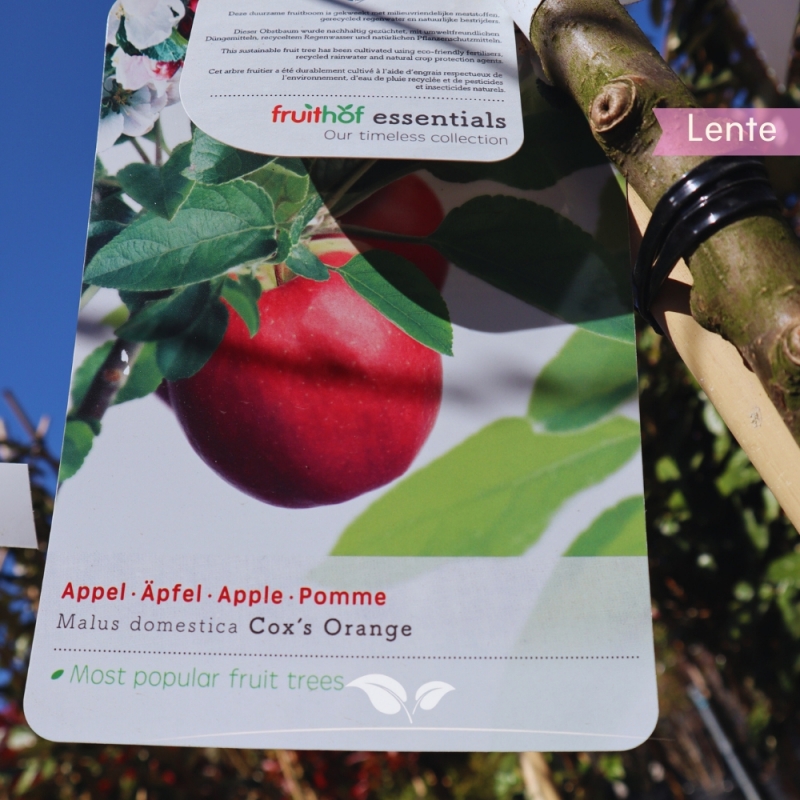 Deze duurzame fruitboom is gekweekt met milieuvriendelijke meststoffen,
gerecycled regenwater en natuurlijke bestrijders.
Dieser Obstbaum wurde nachhaltig gezüchtet, mit umweltfreundlichen
Düngemitteln, recyceltem Regenwasser und natürlichen Pflanzenschutzmitteln.
This sustainable fruit tree has been cultivated using eco-friendly fertilisers,
recycled rainwater and natural crop protection agents.
Cet arbre fruitier a été durablement cultivé à l'aide d'engrais respectueux de
l'environnement, d'eau de pluie recyclée et de pesticides
et insecticides naturels.
fruithof essentials
Our timeless collection
Lente
Appel · Äpfel · Apple · Pomme
Malus domestica Cox's Orange
Most popular fruit trees